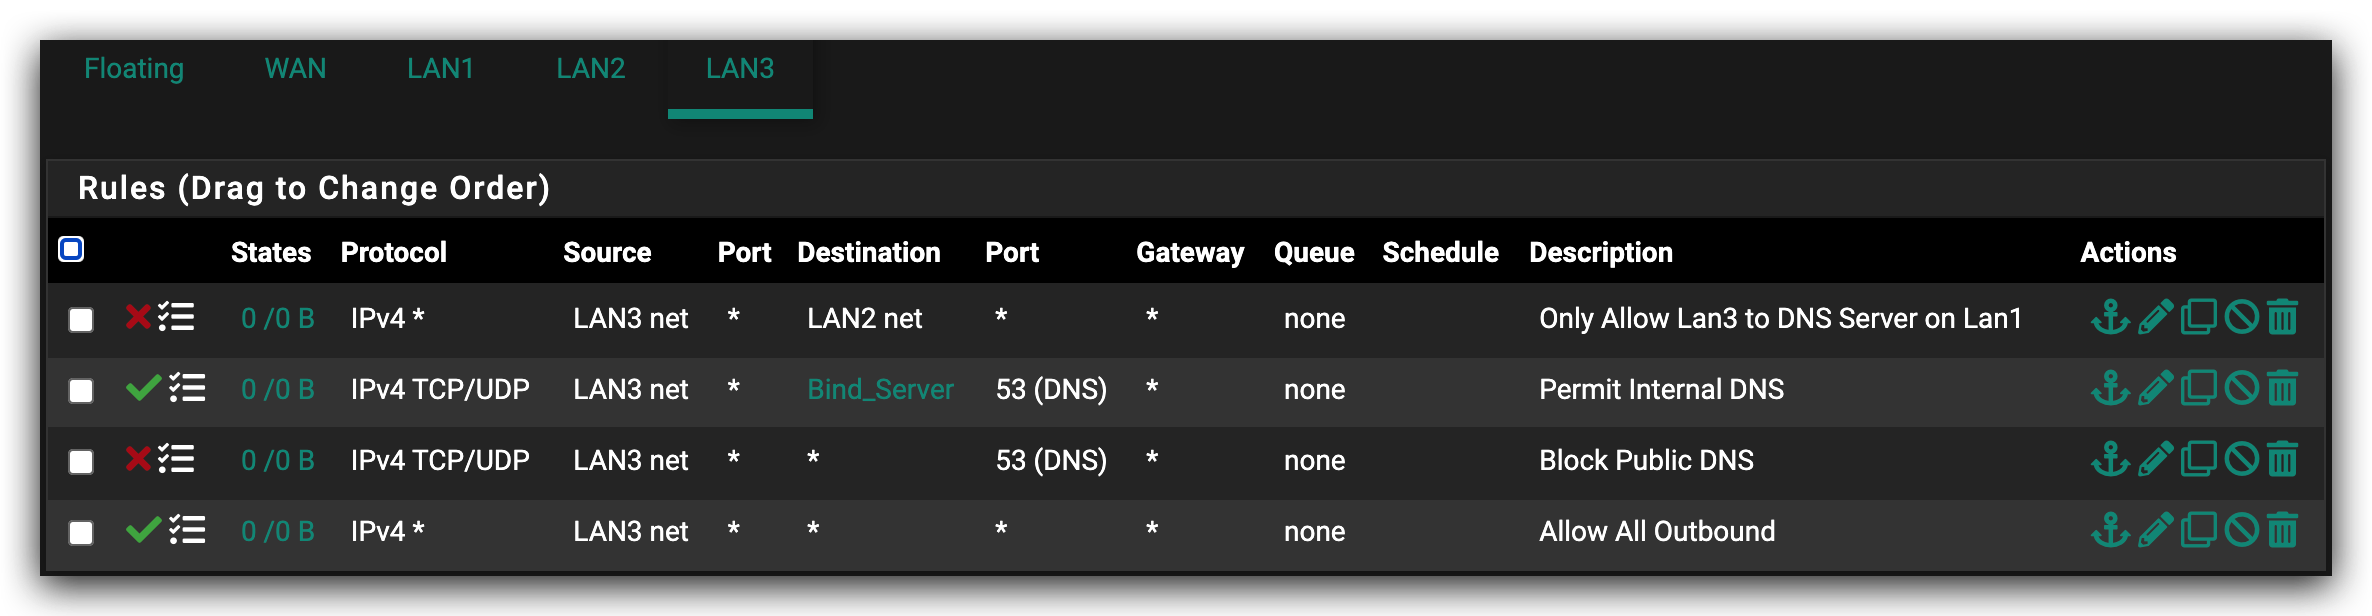 Floating WAN LAN1 LAN2 LAN3
Rules (Drag to Change Order)
States Protocol Source Port Destination Port Gateway Queue Schedule Description Actions
0 /0 B IPv4 * LAN3 net * LAN2 net * * none Only Allow Lan3 to DNS Server on Lan1
0 /0 B IPv4 TCP/UDP LAN3 net * Bind_Server 53 (DNS) * none Permit Internal DNS
0 /0 B IPv4 TCP/UDP LAN3 net * * 53 (DNS) * none Block Public DNS
0 /0 B IPv4 * LAN3 net * * * * none Allow All Outbound